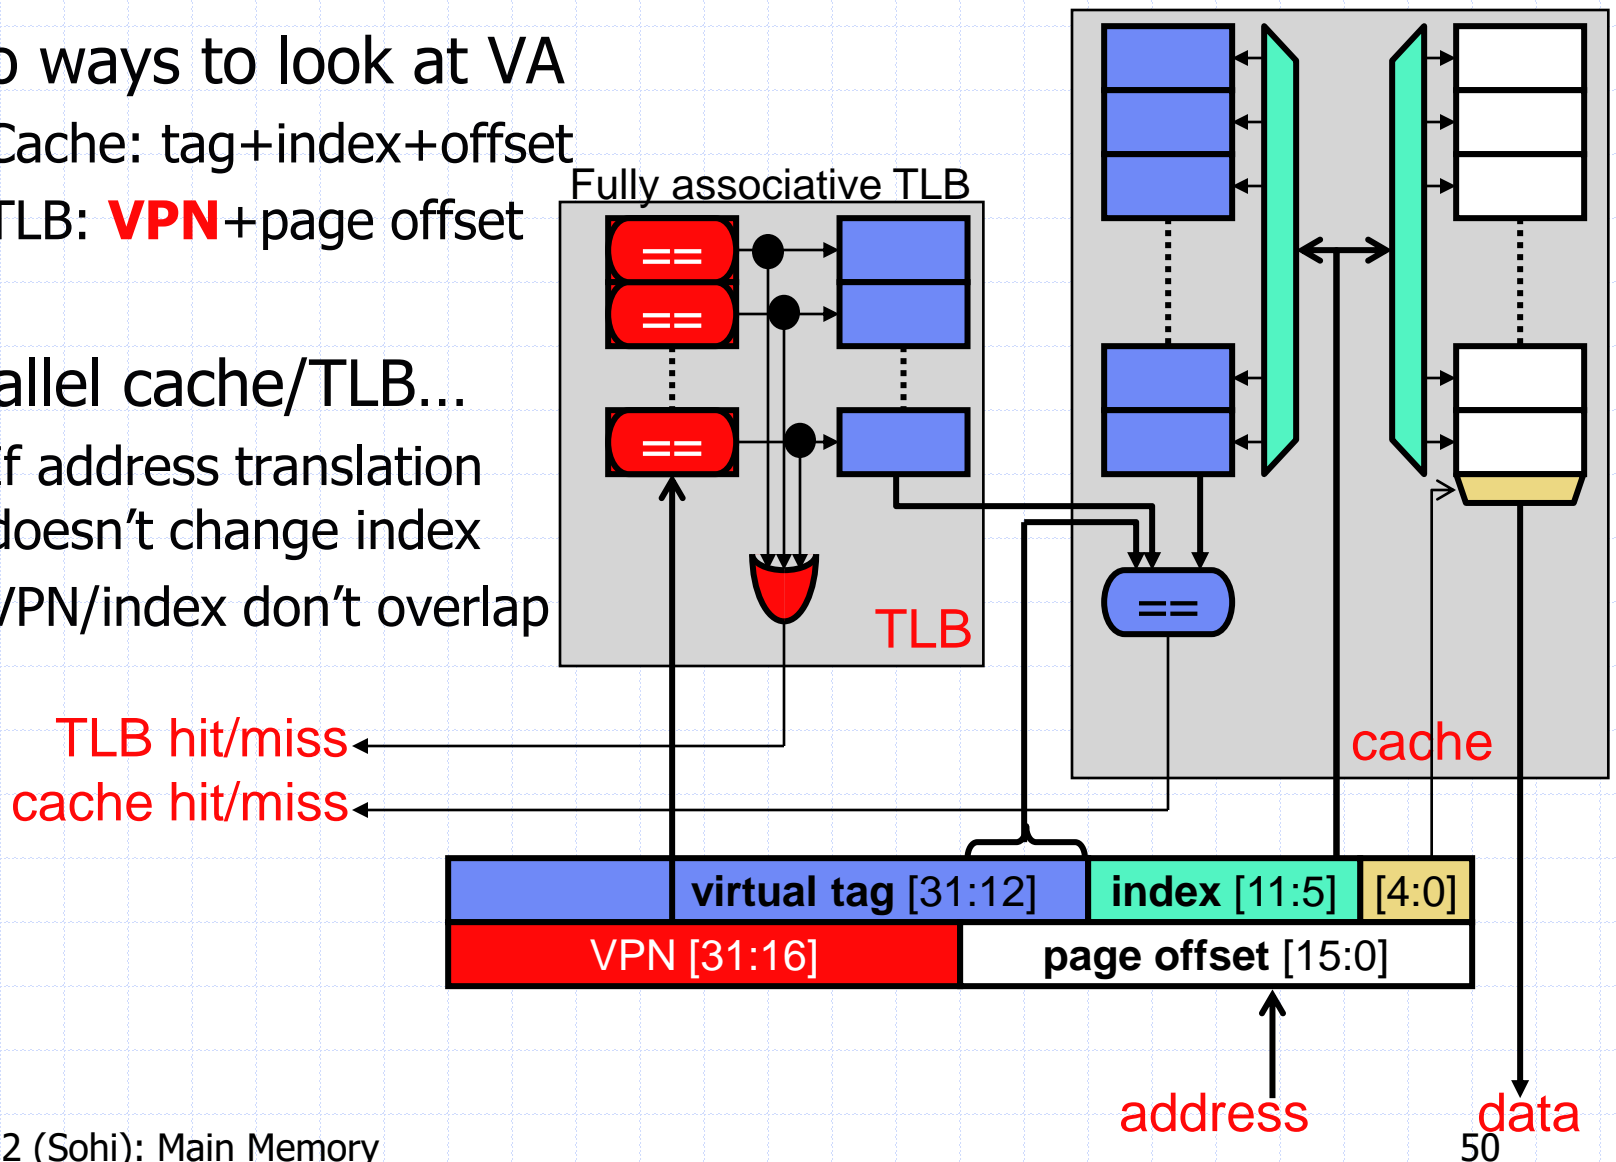 o ways to look at VA
Cache: tag+index+offset
TLB: VPN+page offset
allel cache/TLB…
if address translation
doesn't change index
VPN/index don't overlap
Fully associative TLB
==
==
==
TLB
==
cache
TLB hit/miss
cache hit/miss
virtual tag [31:12] index [11:5] [4:0]
VPN [31:16] page offset [15:0]
address data
2 (Sohi): Main Memory 50